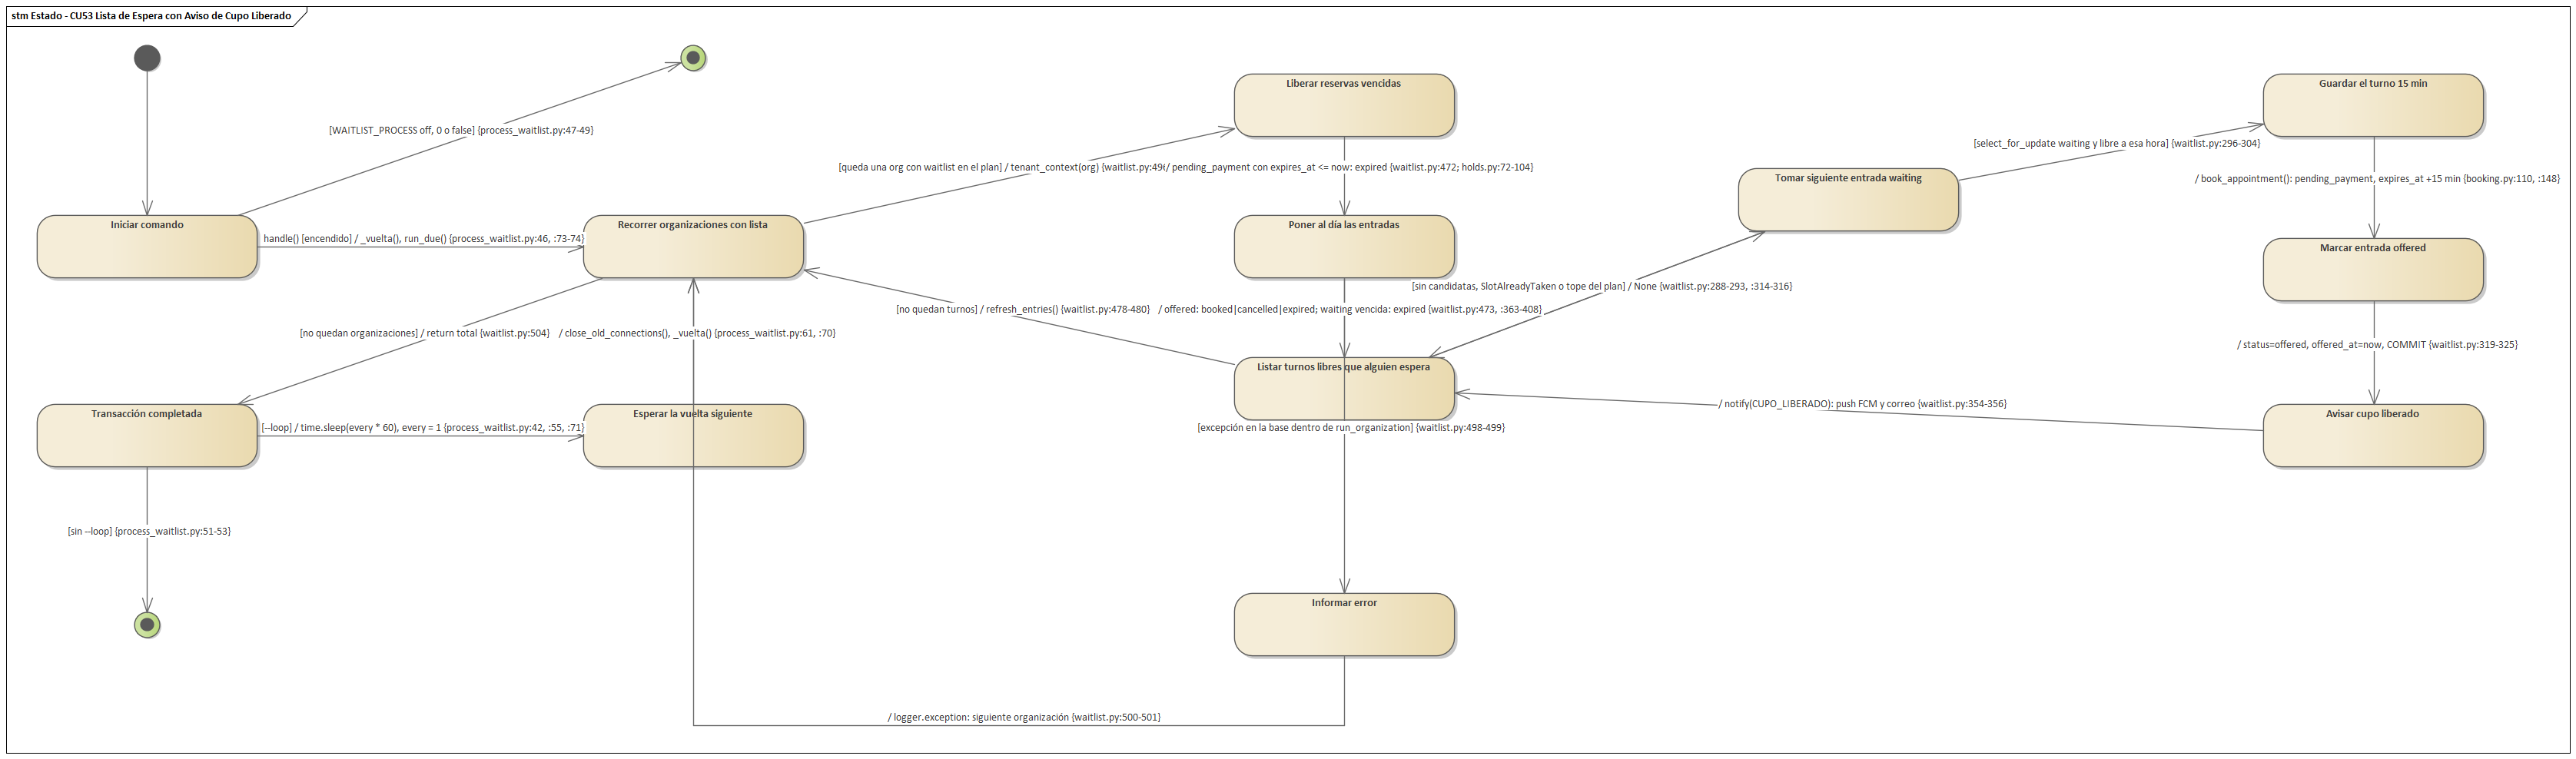 stm Estado - CU53 Lista de Espera con Aviso de Cupo Liberado
Liberar reservas vencidas
Guardar el turno 15 min
[WAITLIST_PROCESS off, 0 o false] {process_waitlist.py:47-49}
[select_for_update waiting y libre a esa hora] {waitlist.py:296-304}
[queda una org con waitlist en el plan] / tenant_context(org) {waitlist.py:496
/ pending_payment con expires_at <= now: expired {waitlist.py:472; holds.py:72-104}
Tomar siguiente entrada waiting
/ book_appointment(): pending_payment, expires_at +15 min {booking.py:110, :148}
Iniciar comando
Recorrer organizaciones con lista
Poner al día las entradas
handle() [encendido] / _vuelta(), run_due() {process_waitlist.py:46, :73-74}
Marcar entrada offered
[sin candidatas, SlotAlreadyTaken o tope del plan] / None {waitlist.py:288-293, :314-316}
[no quedan turnos] / refresh_entries() {waitlist.py:478-480}
/ offered: booked|cancelled|expired; waiting vencida: expired {waitlist.py:473, :363-408}
[no quedan organizaciones] / return total {waitlist.py:504}
/ close_old_connections(), _vuelta() {process_waitlist.py:61, :70}
/ status=offered, offered_at=now, COMMIT {waitlist.py:319-325}
Listar turnos libres que alguien espera
/ notify(CUPO_LIBERADO): push FCM y correo {waitlist.py:354-356}
Transacción completada
Esperar la vuelta siguiente
Avisar cupo liberado
[--loop] / time.sleep(every * 60), every = 1 {process_waitlist.py:42, :55, :71}
[excepción en la base dentro de run_organization] {waitlist.py:498-499}
[sin --loop] {process_waitlist.py:51-53}
Informar error
/ logger.exception: siguiente organización {waitlist.py:500-501}